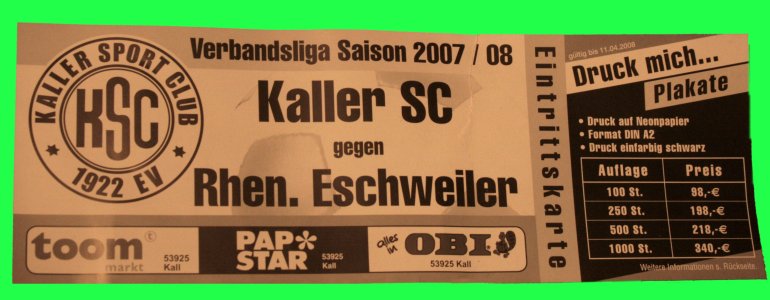 KALLER SPORT CLUB
KSC
1922 EV
Verbandsliga Saison 2007 / 08
Kaller SC
gegen
Rhen. Eschweiler
toom
markt
53925
Kall
PAP
STAR
53925
Kall
alles
in
OBI
53925 Kall
Eintrittskarte
gültig bis 11.04.2008
Druck mich...
Plakate
• Druck auf Neonpapier
• Format DIN A2
• Druck einfarbig schwarz
Auflage Preis
100 St. 98,-€
250 St. 198,-€
500 St. 218,-€
1000 St. 340,-€
Weitere Informationen s. Rückseite.